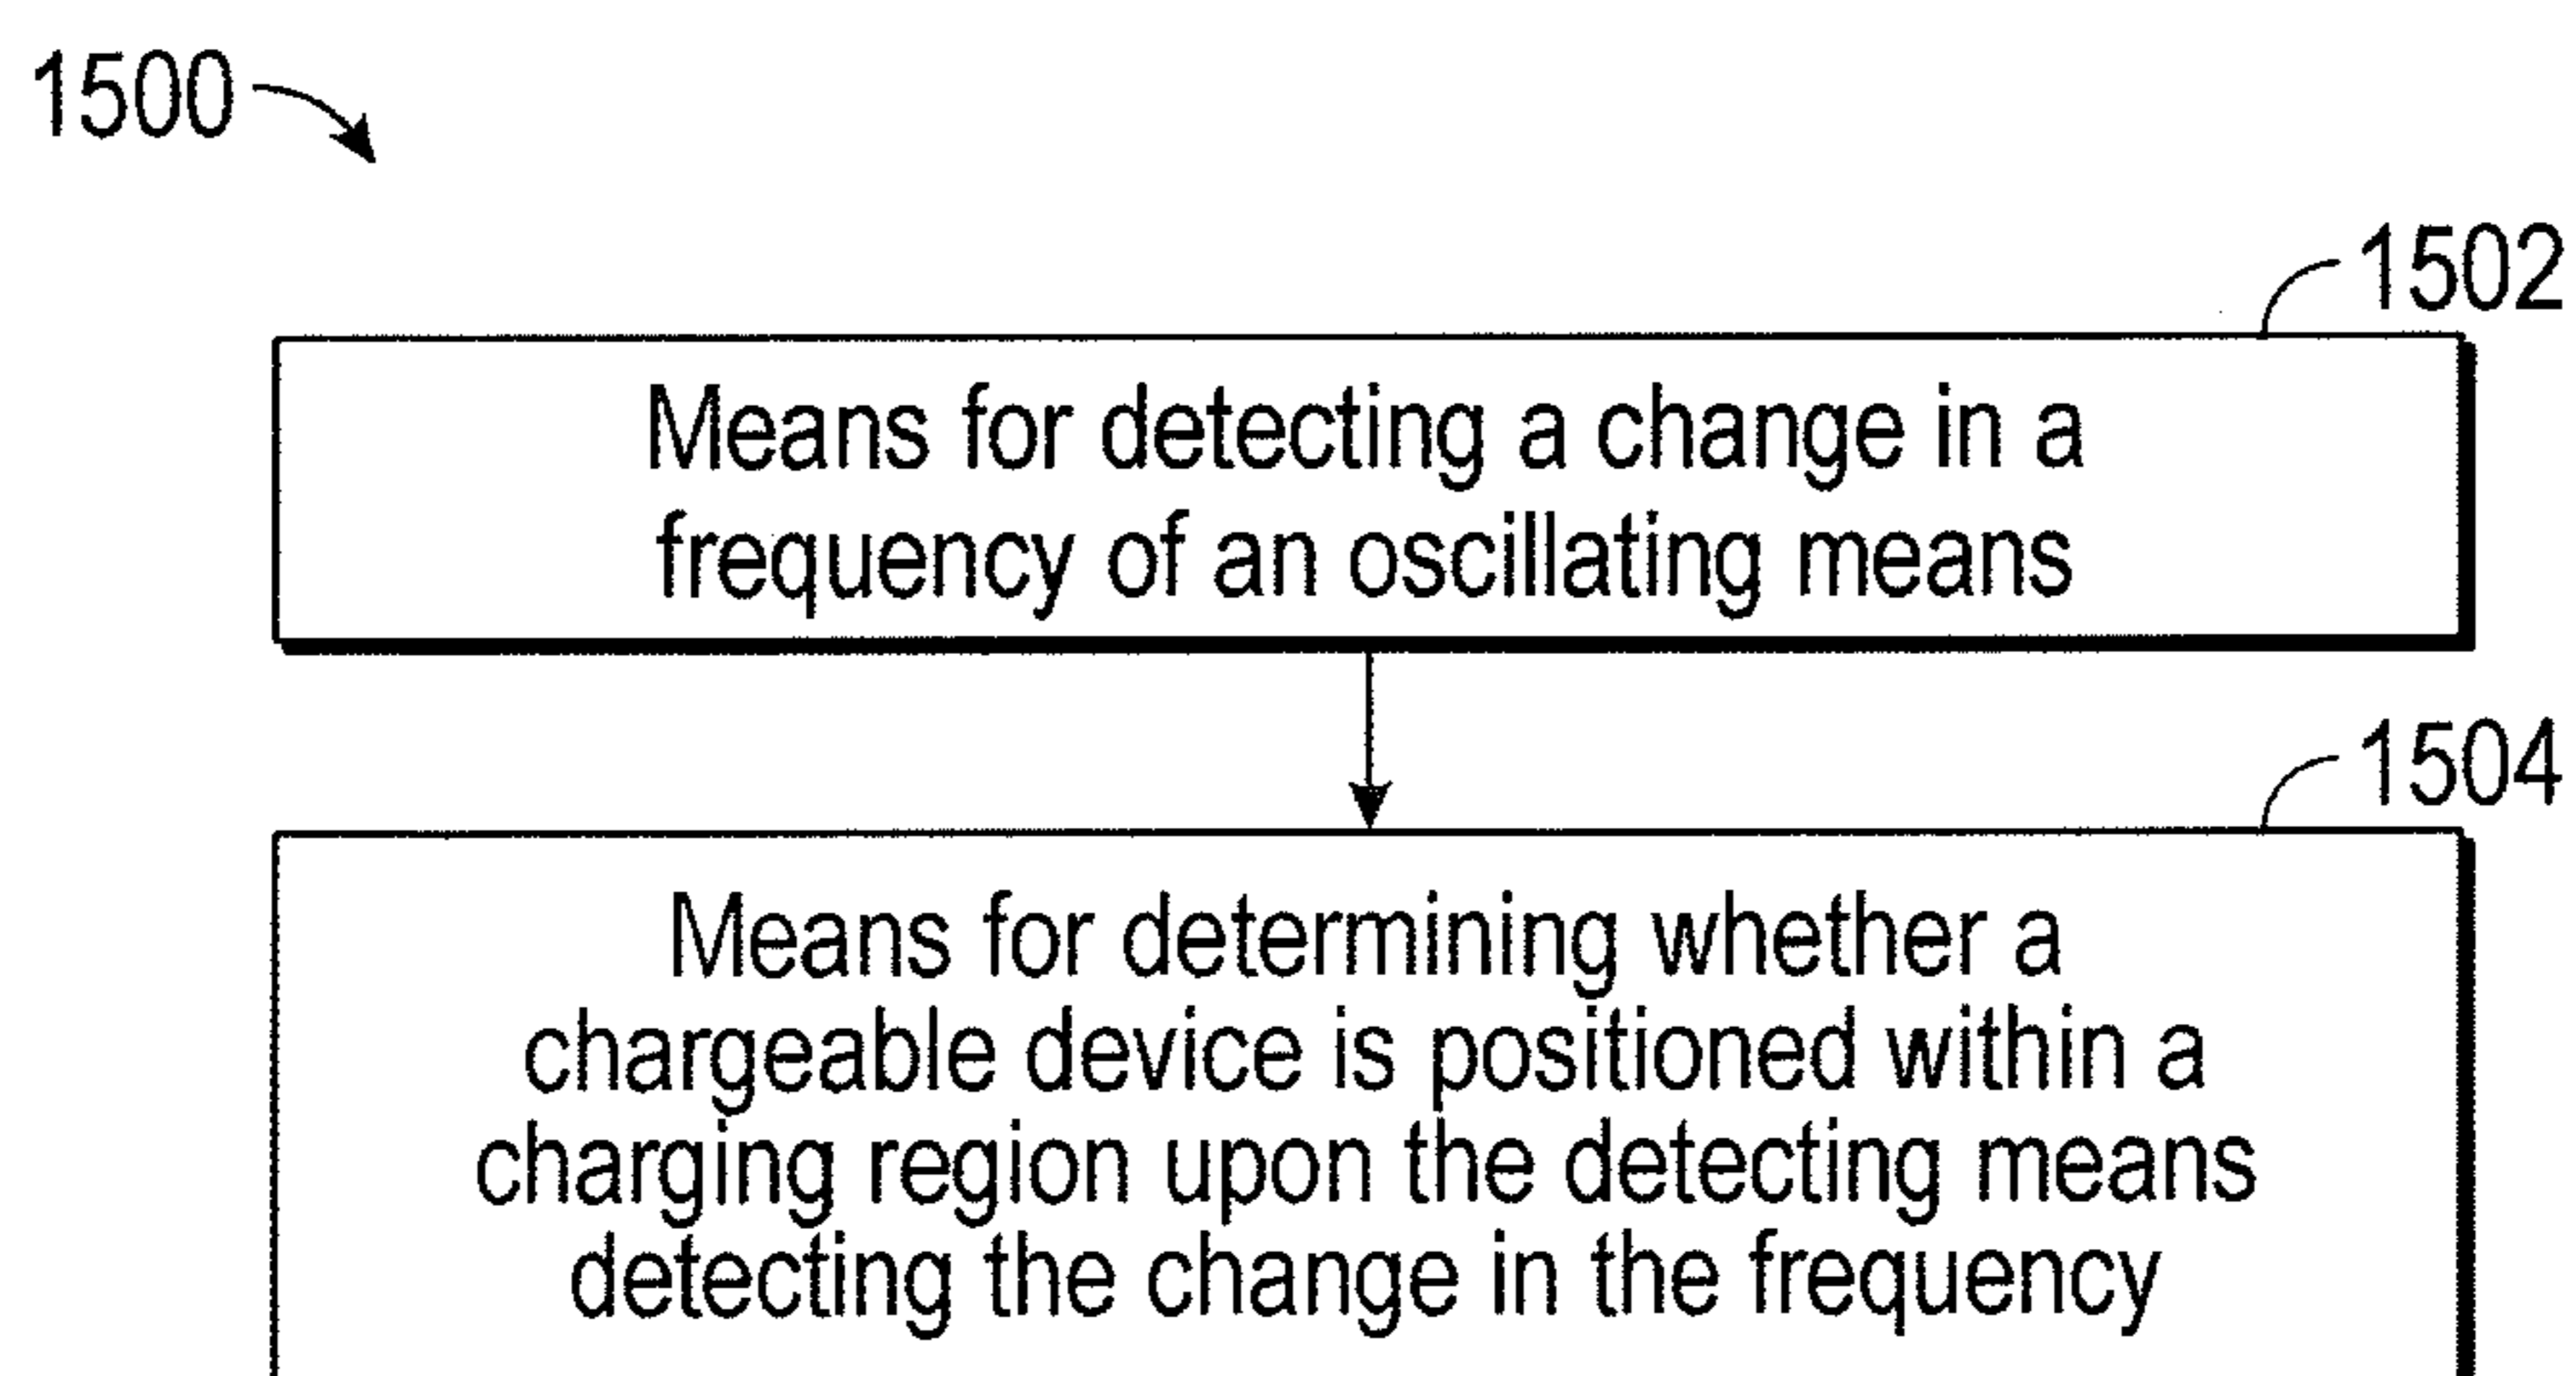 1500
1502
Means for detecting a change in a
frequency of an oscillating means
1504
Means for determining whether a
chargeable device is positioned within a
charging region upon the detecting means
detecting the change in the frequency